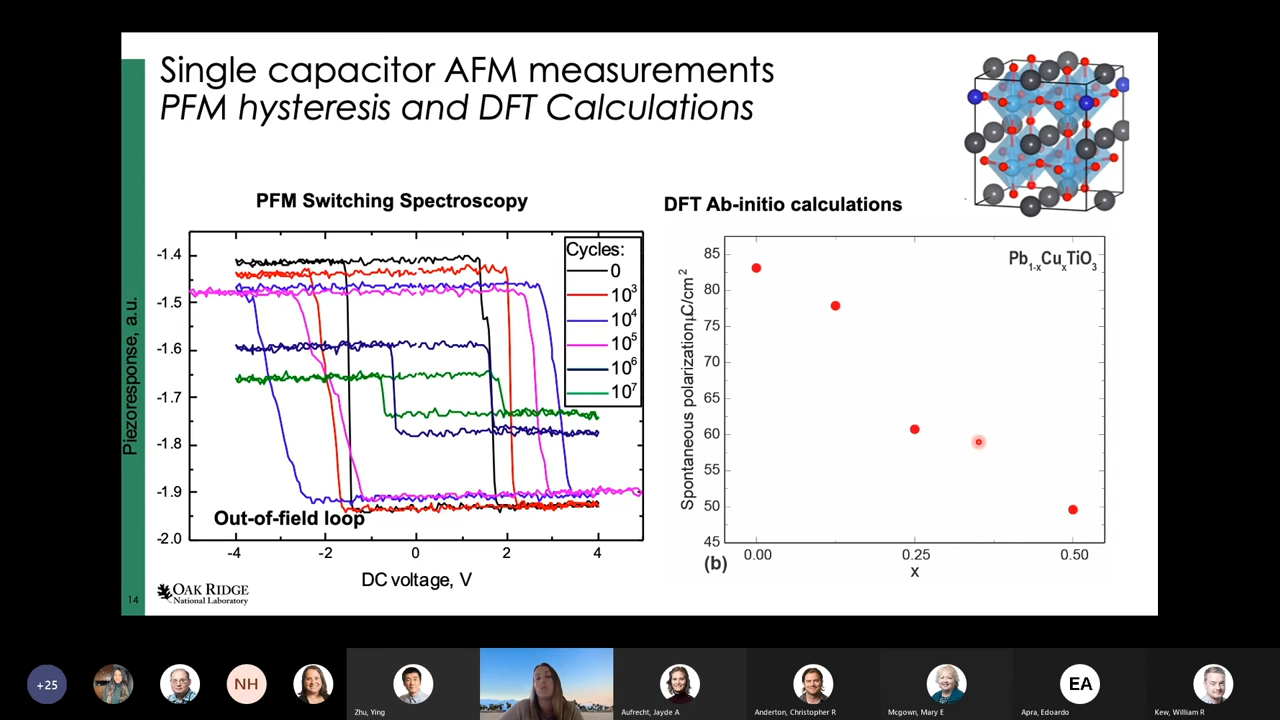 Single capacitor AFM measurements
PFM hysteresis and DFT Calculations
PFM Switching Spectroscopy
Piezoresponse, a.u.
-1.4
-1.5
-1.6
-1.7
-1.8
-1.9
-2.0
-4
-2
0
2
4
DC voltage, V
Cycles:
0
10³
10⁴
10⁵
10⁶
10⁷
Out-of-field loop
DFT Ab-initio calculations
Spontaneous polarization μC/cm²
85
80
75
70
65
60
55
50
45
0.00
0.25
0.50
x
Pb₁₋ₓCuₓTiO₃
(b)
14
OAK RIDGE
National Laboratory
+25
NH
Zhu, Ying
Aufrecht, Jayde A
Anderton, Christopher R
Mcgown, Mary E
EA
Apra, Edoardo
Kew, William R